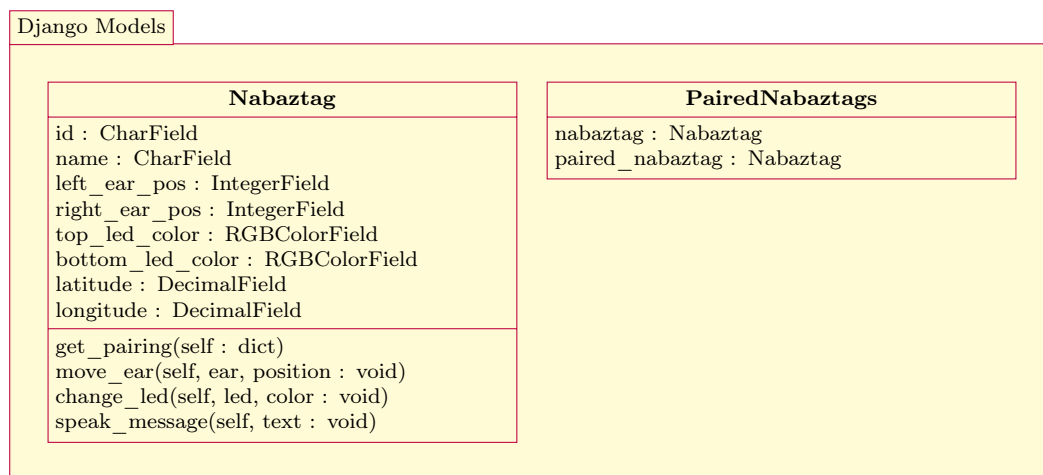 Django Models
Nabaztag
id : CharField
name : CharField
left_ear_pos : IntegerField
right_ear_pos : IntegerField
top_led_color : RGBColorField
bottom_led_color : RGBColorField
latitude : DecimalField
longitude : DecimalField
get_pairing(self : dict)
move_ear(self, ear, position : void)
change_led(self, led, color : void)
speak_message(self, text : void)
PairedNabaztags
nabaztag : Nabaztag
paired_nabaztag : Nabaztag